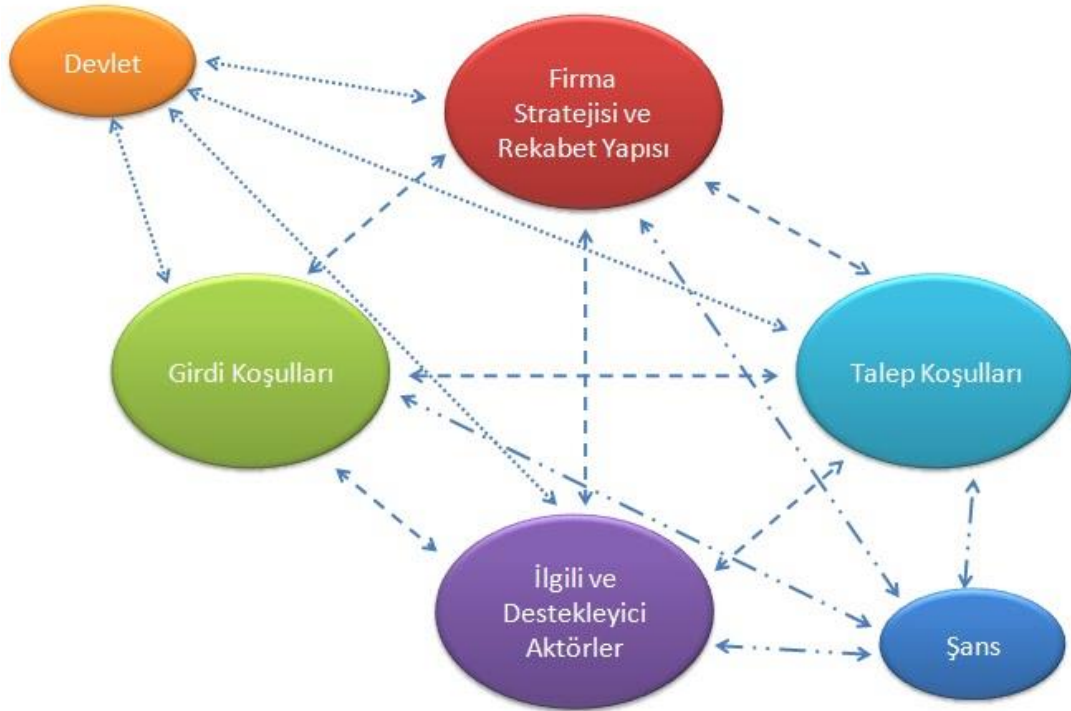 Devlet
Firma
Stratejisi ve
Rekabet Yapısı
Girdi Koşulları
Talep Koşulları
İlgili ve
Destekleyici
Aktörler
Şans